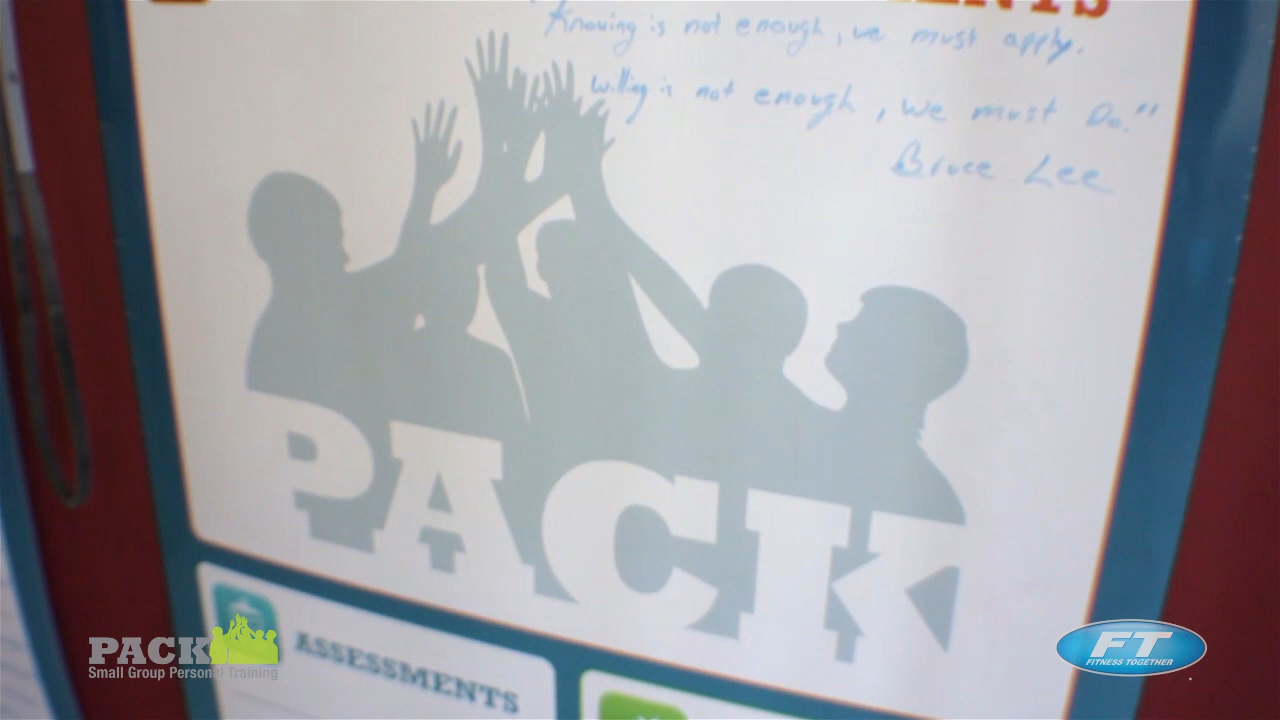 Knowing is not enough, we must apply.
Willing is not enough, we must Do."
Bruce Lee
PACK
ASSESSMENTS
PACK
Small Group Personal Training
FT
FITNESS TOGETHER